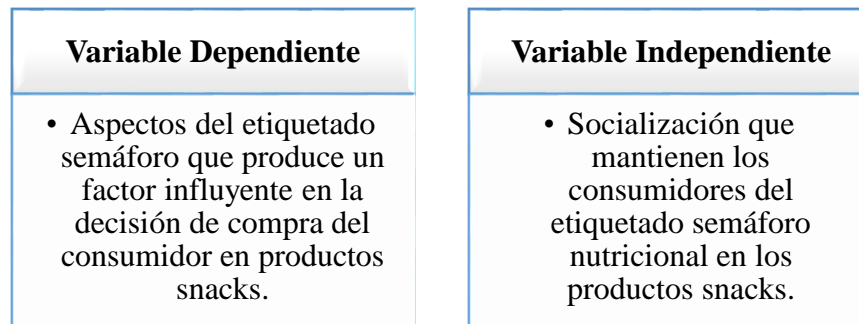 Variable Dependiente
• Aspectos del etiquetado
semáforo que produce un
factor influyente en la
decisión de compra del
consumidor en productos
snacks.
Variable Independiente
• Socialización que
mantienen los
consumidores del
etiquetado semáforo
nutricional en los
productos snacks.